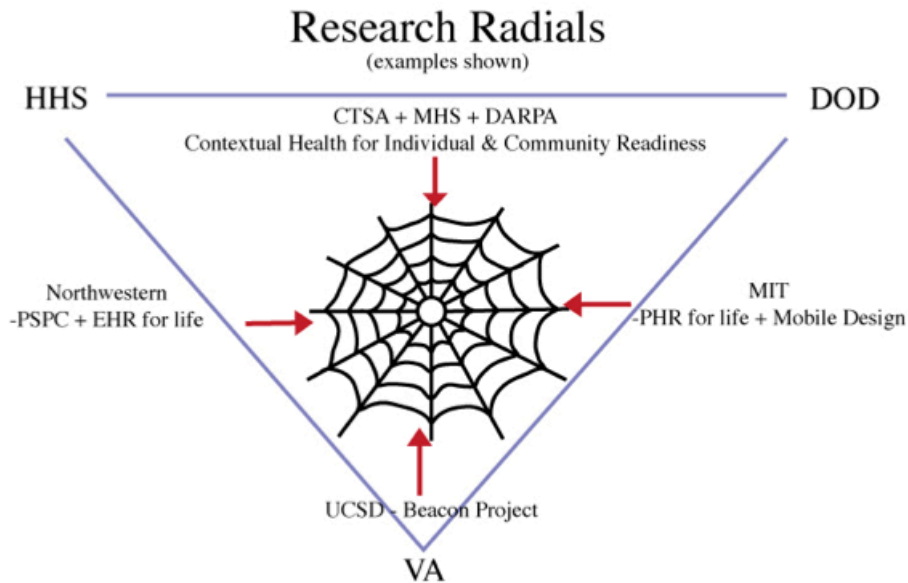 Research Radials
(examples shown)
HHS
DOD
CTSA + MHS + DARPA
Contextual Health for Individual & Community Readiness
Northwestern
-PSPC + EHR for life
MIT
-PHR for life + Mobile Design
UCSD - Beacon Project
VA